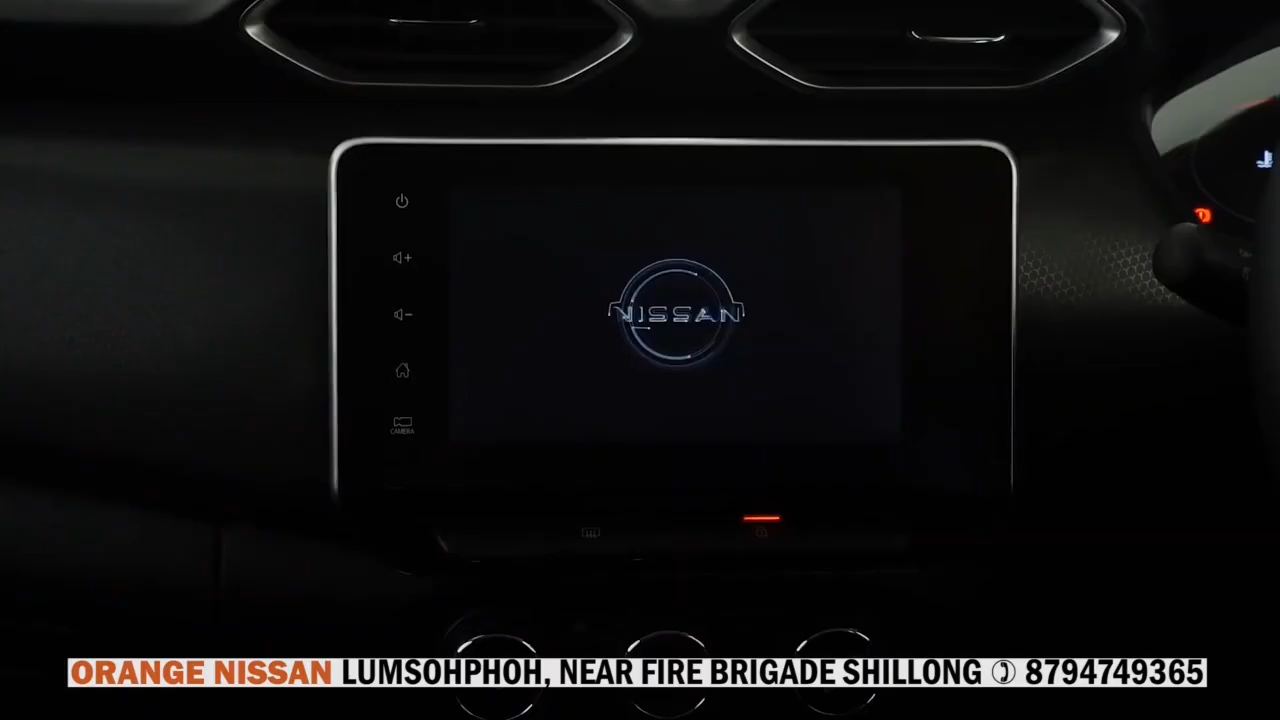 NISSAN
CAMERA
ORANGE NISSAN LUMSOHPHOH, NEAR FIRE BRIGADE SHILLONG ✆ 8794749365